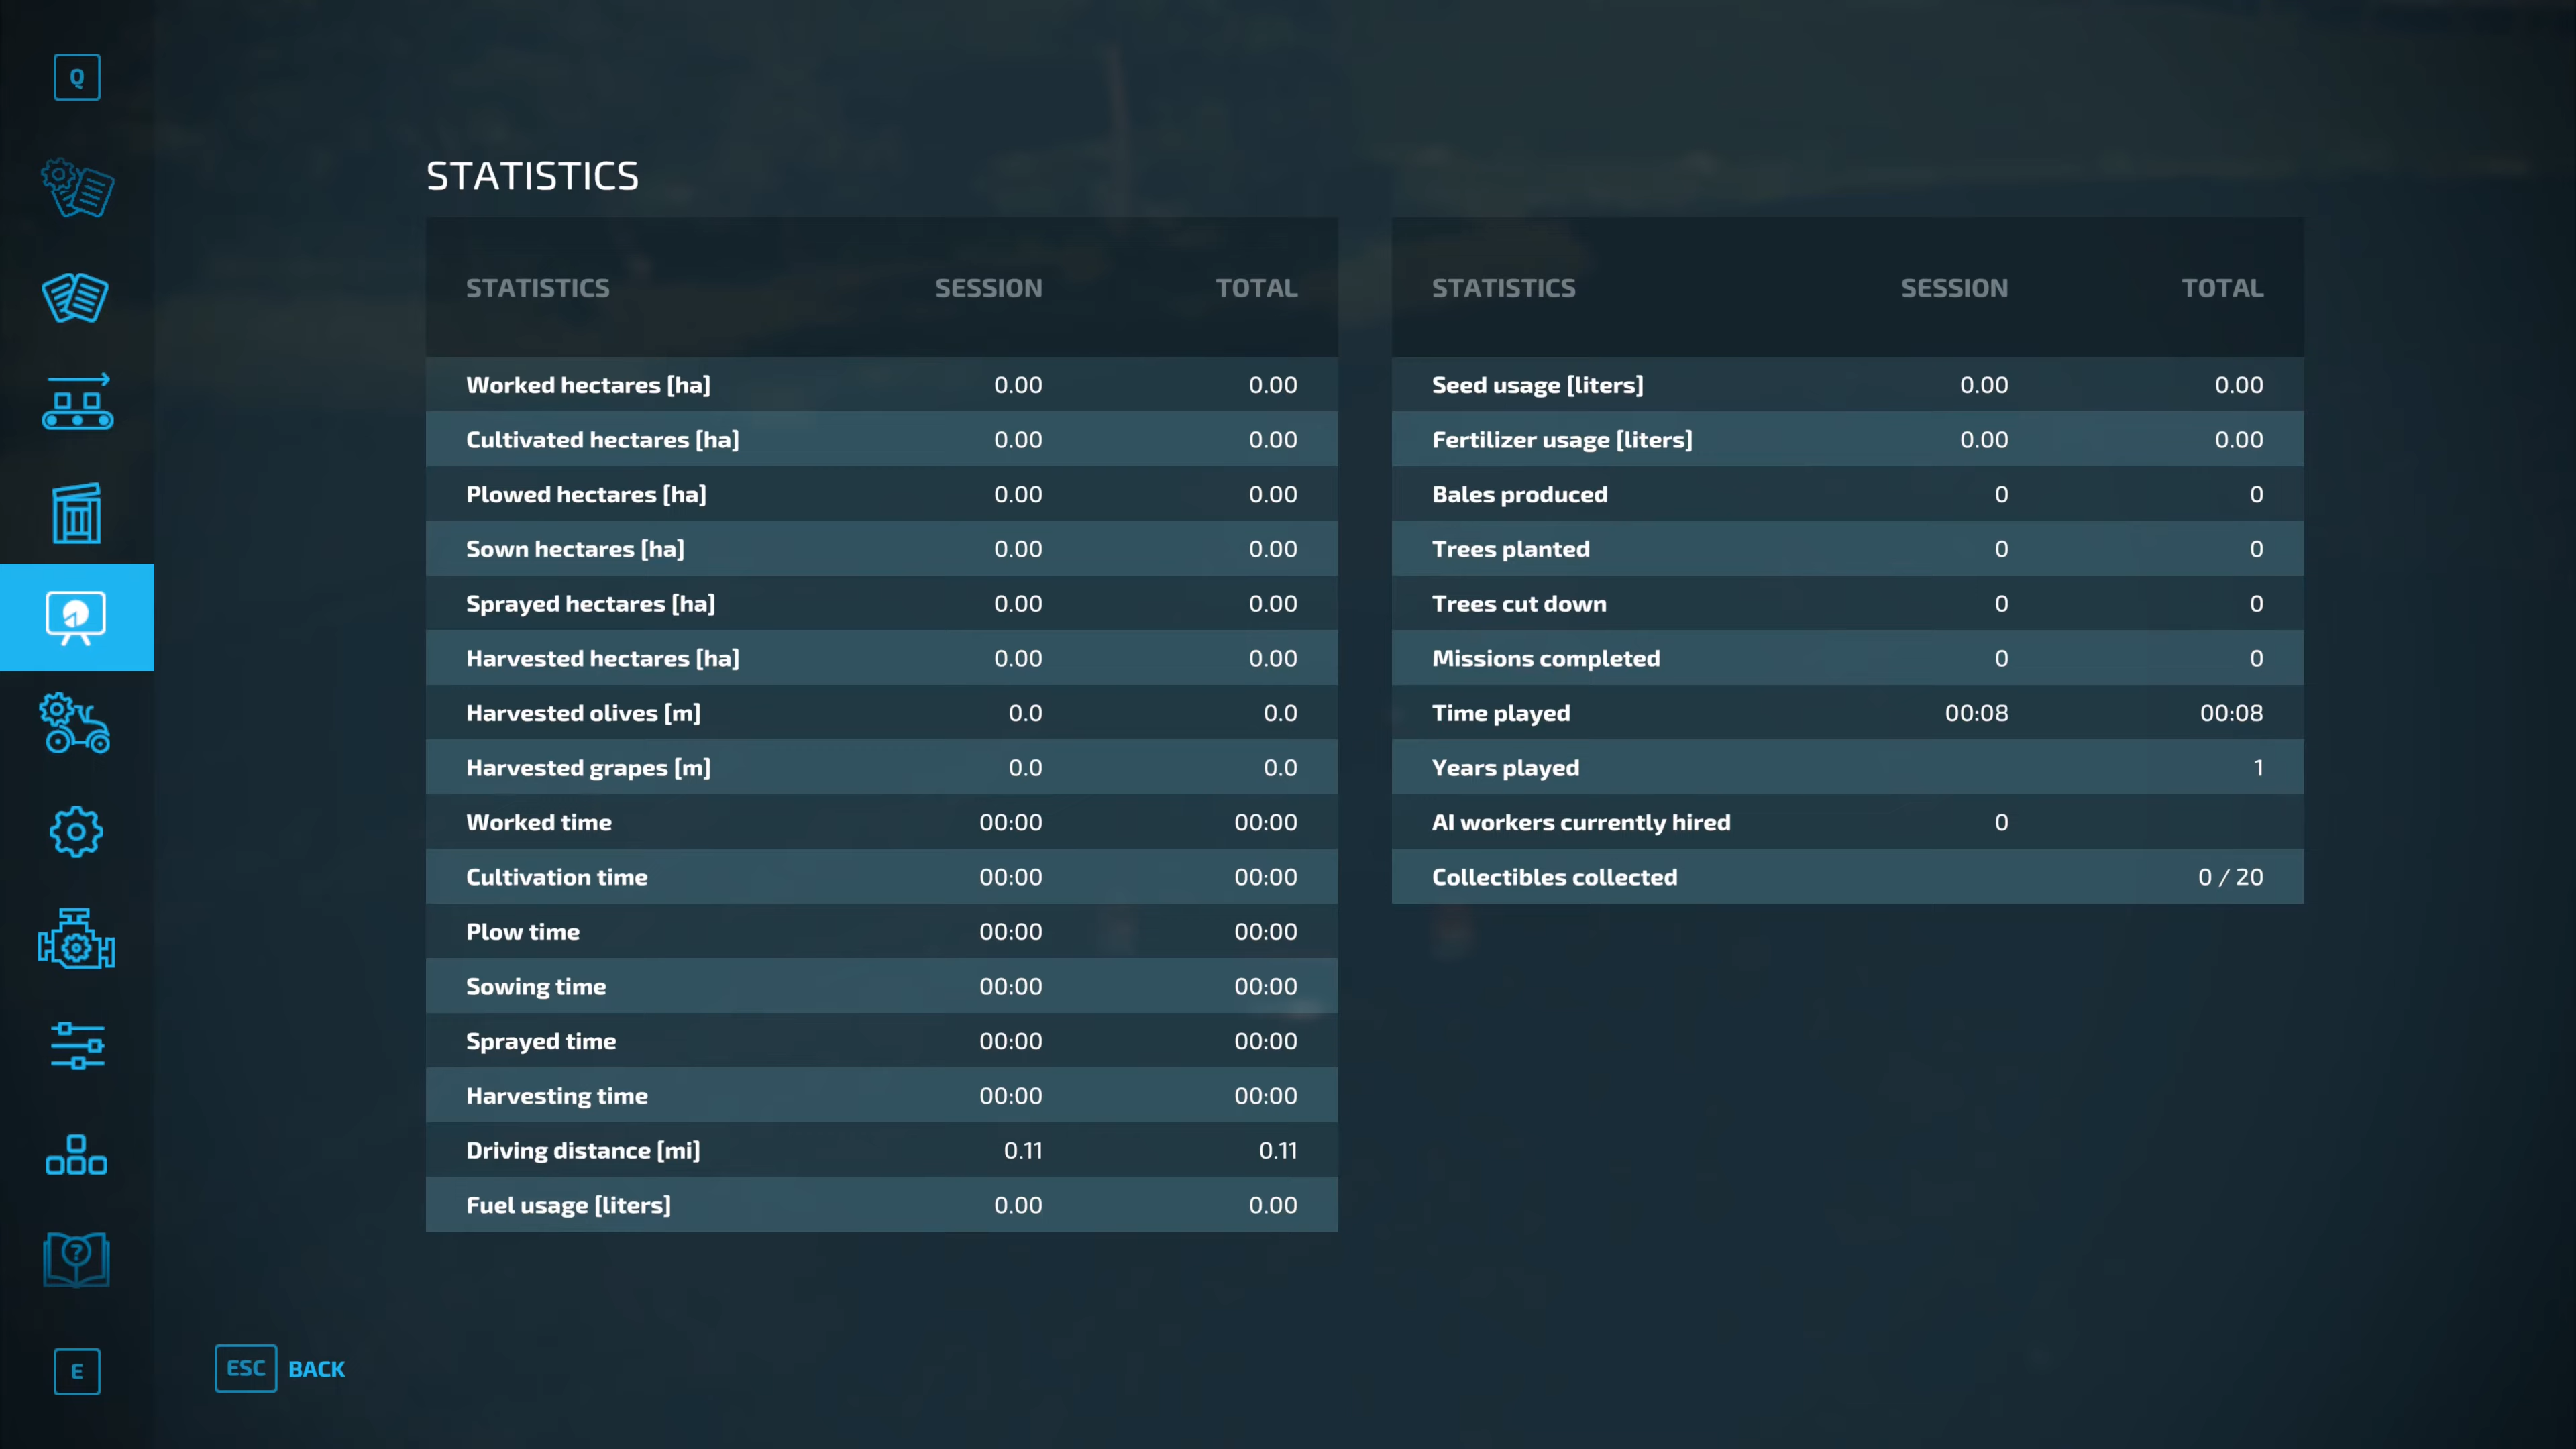 Q
STATISTICS
STATISTICS SESSION TOTAL
Worked hectares [ha] 0.00 0.00
Cultivated hectares [ha] 0.00 0.00
Plowed hectares [ha] 0.00 0.00
Sown hectares [ha] 0.00 0.00
Sprayed hectares [ha] 0.00 0.00
Harvested hectares [ha] 0.00 0.00
Harvested olives [m] 0.0 0.0
Harvested grapes [m] 0.0 0.0
Worked time 00:00 00:00
Cultivation time 00:00 00:00
Plow time 00:00 00:00
Sowing time 00:00 00:00
Sprayed time 00:00 00:00
Harvesting time 00:00 00:00
Driving distance [mi] 0.11 0.11
Fuel usage [liters] 0.00 0.00
STATISTICS SESSION TOTAL
Seed usage [liters] 0.00 0.00
Fertilizer usage [liters] 0.00 0.00
Bales produced 0 0
Trees planted 0 0
Trees cut down 0 0
Missions completed 0 0
Time played 00:08 00:08
Years played 1
AI workers currently hired 0
Collectibles collected 0 / 20
?
E
ESC BACK